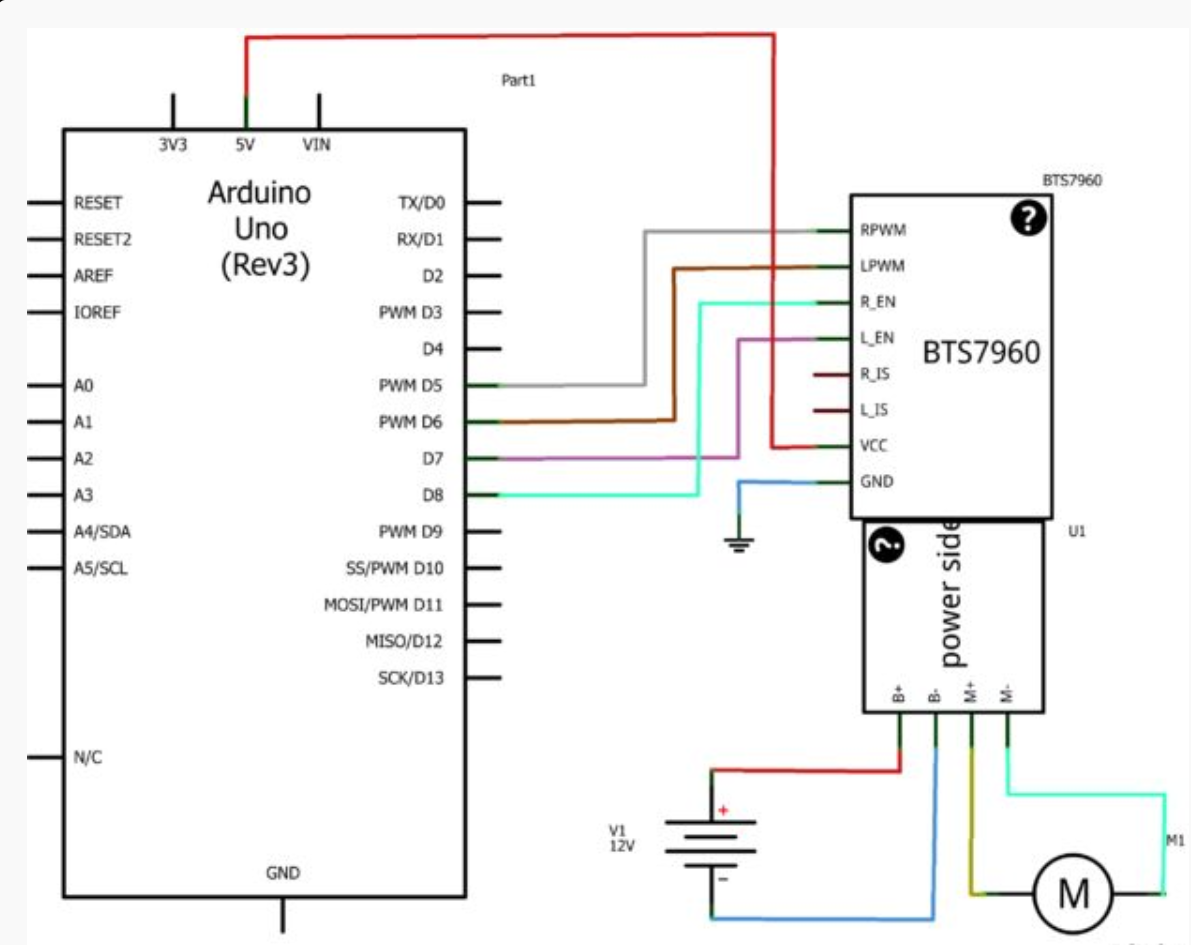 Part1
3V3
5V
VIN
Arduino
Uno
(Rev3)
RESET
RESET2
AREF
IOREF
A0
A1
A2
A3
A4/SDA
A5/SCL
N/C
TX/D0
RX/D1
D2
PWM D3
D4
PWM D5
PWM D6
D7
D8
PWM D9
SS/PWM D10
MOSI/PWM D11
MISO/D12
SCK/D13
GND
BTS7960
?
RPWM
LPWM
R_EN
L_EN
R_IS
L_IS
VCC
GND
BTS7960
U1
?
power side
B+
B-
M+
M-
V1
12V
+
−
M
M1